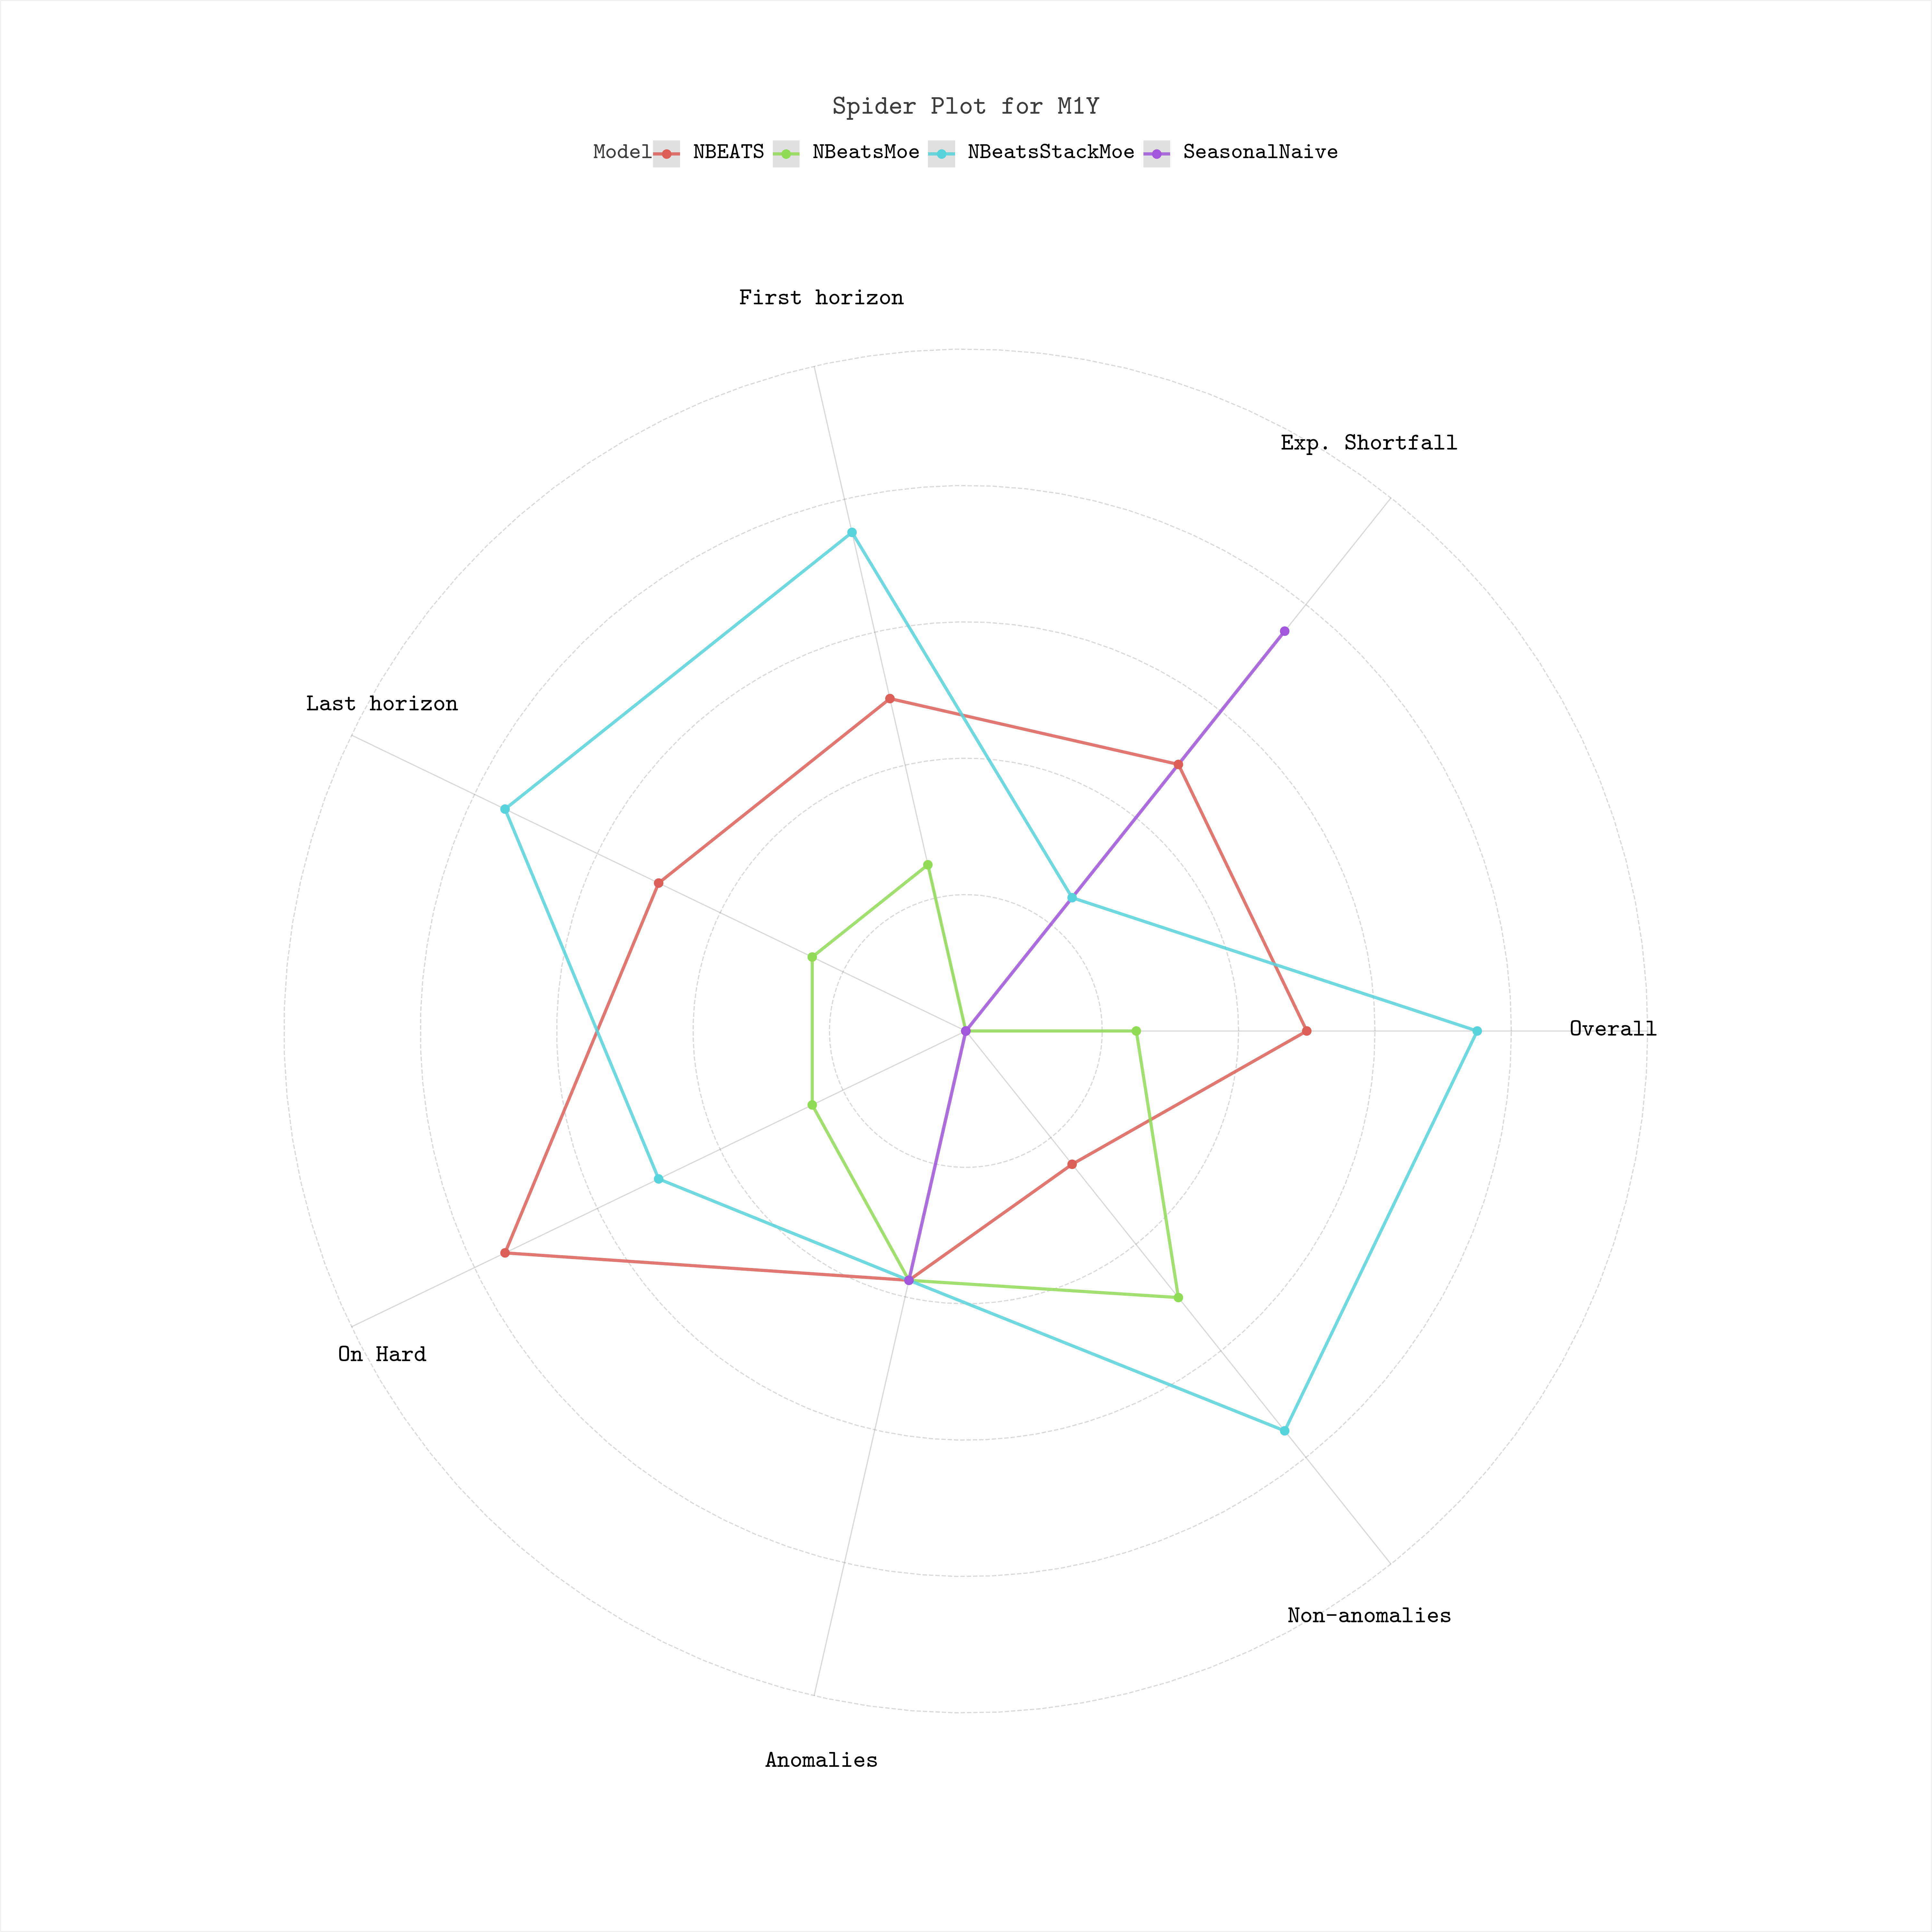 Spider Plot for M1Y
Model NBEATS NBeatsMoe NBeatsStackMoe SeasonalNaive
First horizon
Exp. Shortfall
Last horizon
Overall
On Hard
Non-anomalies
Anomalies